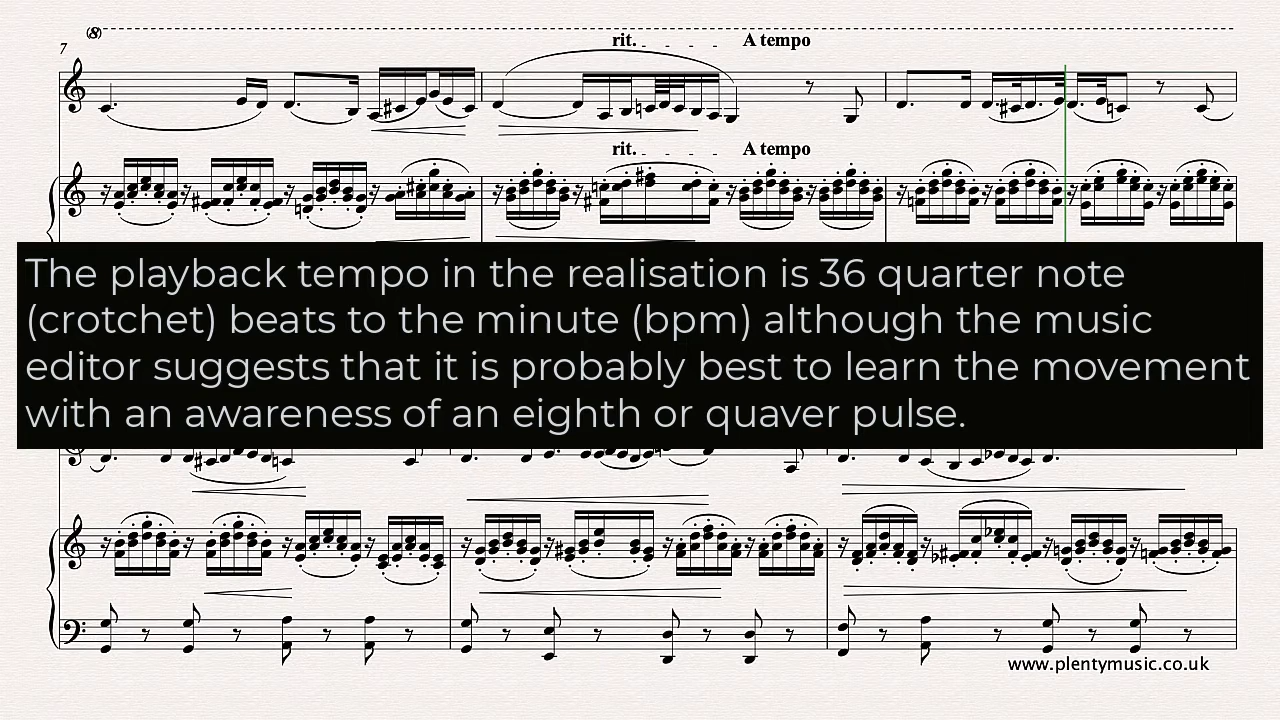 (8)
7
rit. A tempo
rit. A tempo
The playback tempo in the realisation is 36 quarter note
(crotchet) beats to the minute (bpm) although the music
editor suggests that it is probably best to learn the movement
with an awareness of an eighth or quaver pulse.
www.plentymusic.co.uk